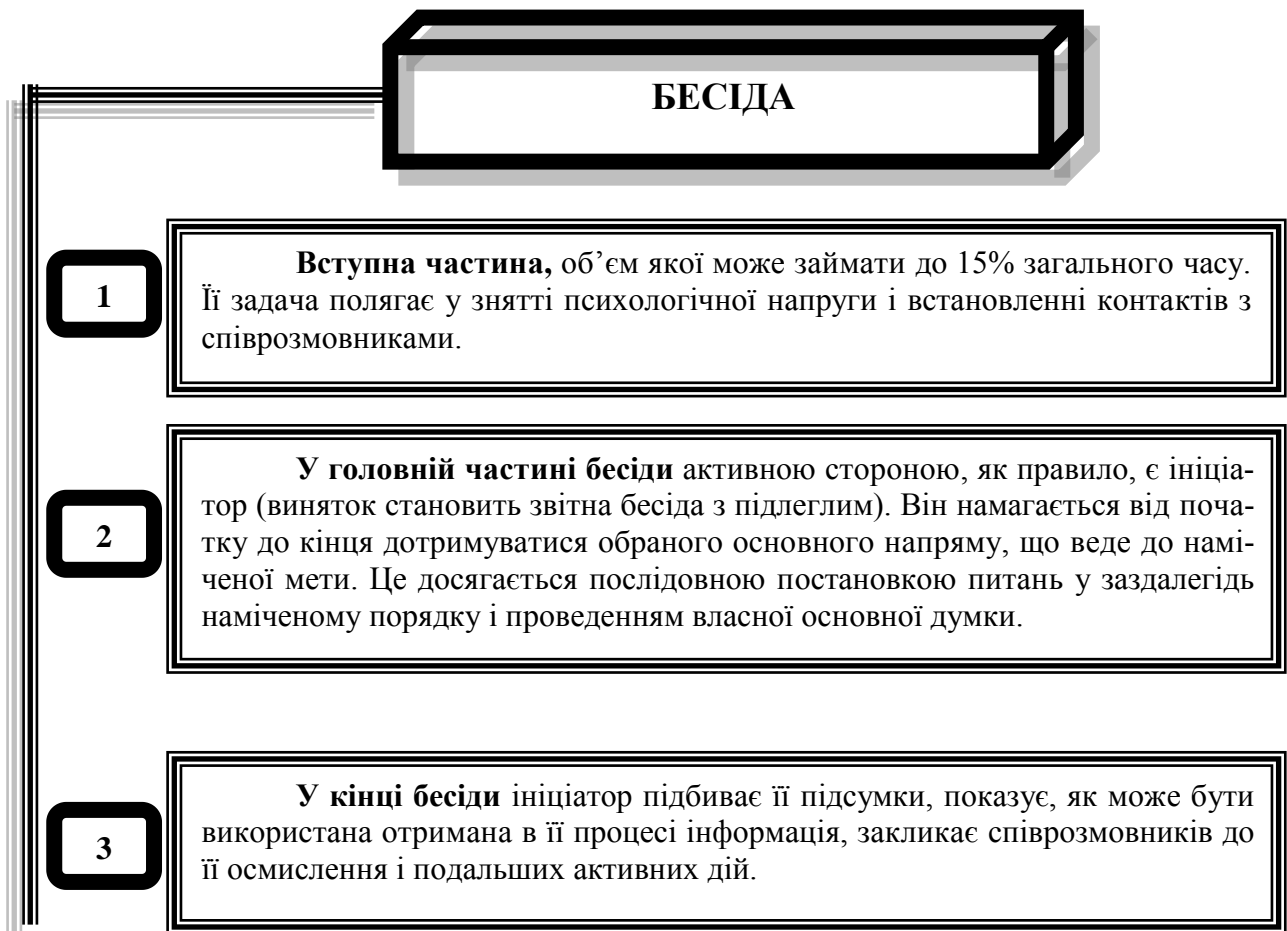 БЕСІДА
1
Вступна частина, об’єм якої може займати до 15% загального часу.
Її задача полягає у знятті психологічної напруги і встановленні контактів з
співрозмовниками.
2
У головній частині бесіди активною стороною, як правило, є ініціа-
тор (виняток становить звітна бесіда з підлеглим). Він намагається від поча-
тку до кінця дотримуватися обраного основного напряму, що веде до намі-
ченої мети. Це досягається послідовною постановкою питань у заздалегідь
наміченому порядку і проведенням власної основної думки.
3
У кінці бесіди ініціатор підбиває її підсумки, показує, як може бути
використана отримана в її процесі інформація, закликає співрозмовників до
її осмислення і подальших активних дій.